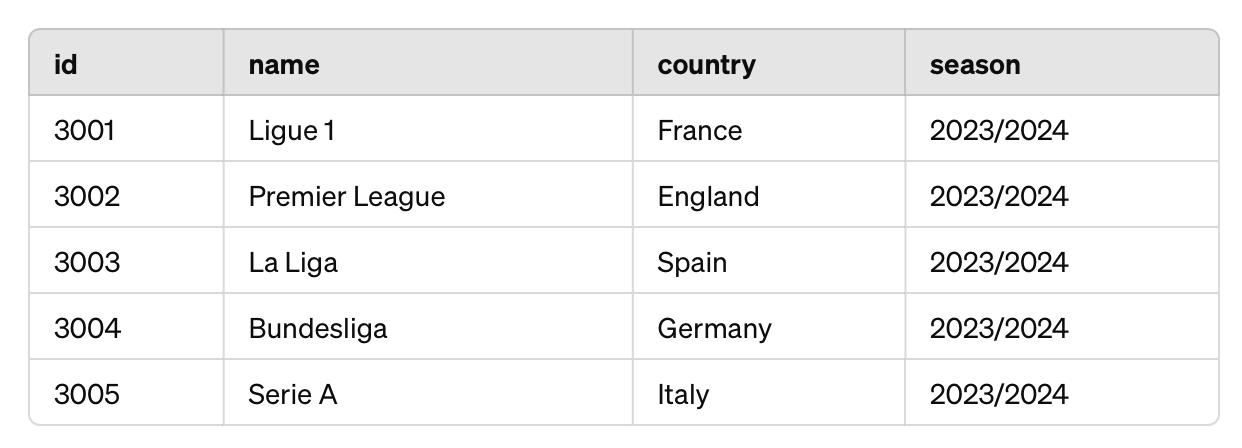 id name country season
3001 Ligue 1 France 2023/2024
3002 Premier League England 2023/2024
3003 La Liga Spain 2023/2024
3004 Bundesliga Germany 2023/2024
3005 Serie A Italy 2023/2024